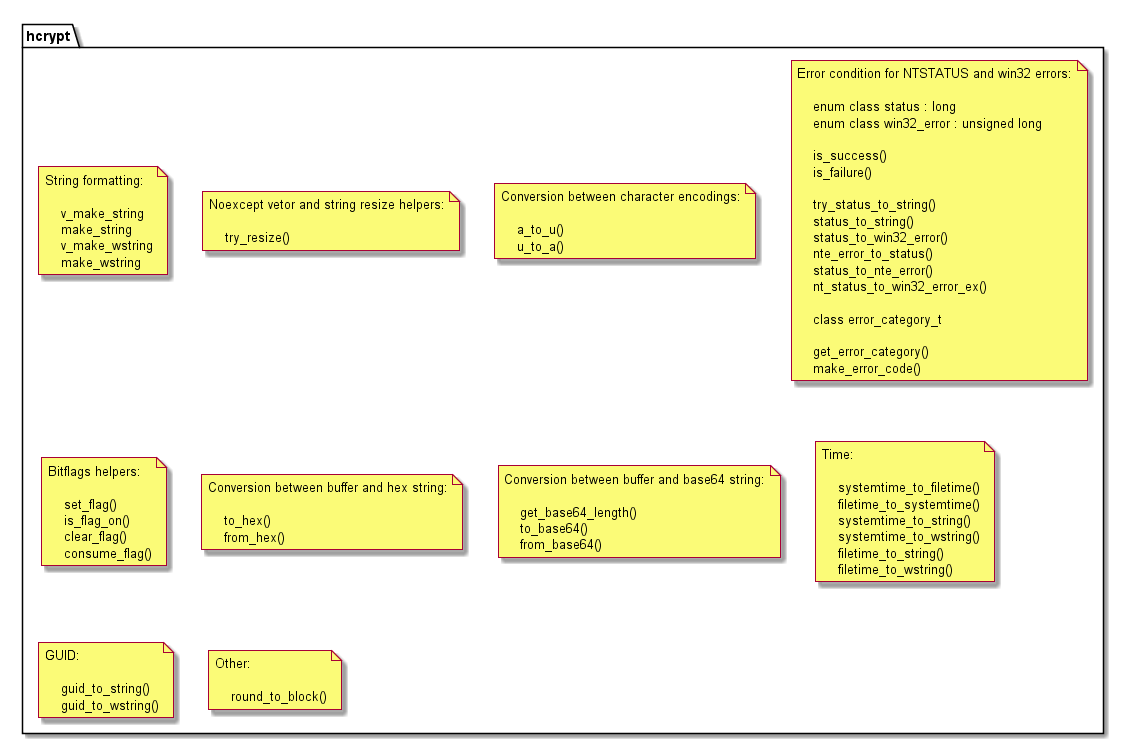 hcrypt
String formatting:
v_make_string
make_string
v_make_wstring
make_wstring
Noexcept vetor and string resize helpers:
try_resize()
Conversion between character encodings:
a_to_u()
u_to_a()
Error condition for NTSTATUS and win32 errors:
enum class status : long
enum class win32_error : unsigned long
is_success()
is_failure()
try_status_to_string()
status_to_string()
status_to_win32_error()
nte_error_to_status()
status_to_nte_error()
nt_status_to_win32_error_ex()
class error_category_t
get_error_category()
make_error_code()
Bitflags helpers:
set_flag()
is_flag_on()
clear_flag()
consume_flag()
Conversion between buffer and hex string:
to_hex()
from_hex()
Conversion between buffer and base64 string:
get_base64_length()
to_base64()
from_base64()
Time:
systemtime_to_filetime()
filetime_to_systemtime()
systemtime_to_string()
systemtime_to_wstring()
filetime_to_string()
filetime_to_wstring()
GUID:
guid_to_string()
guid_to_wstring()
Other:
round_to_block()